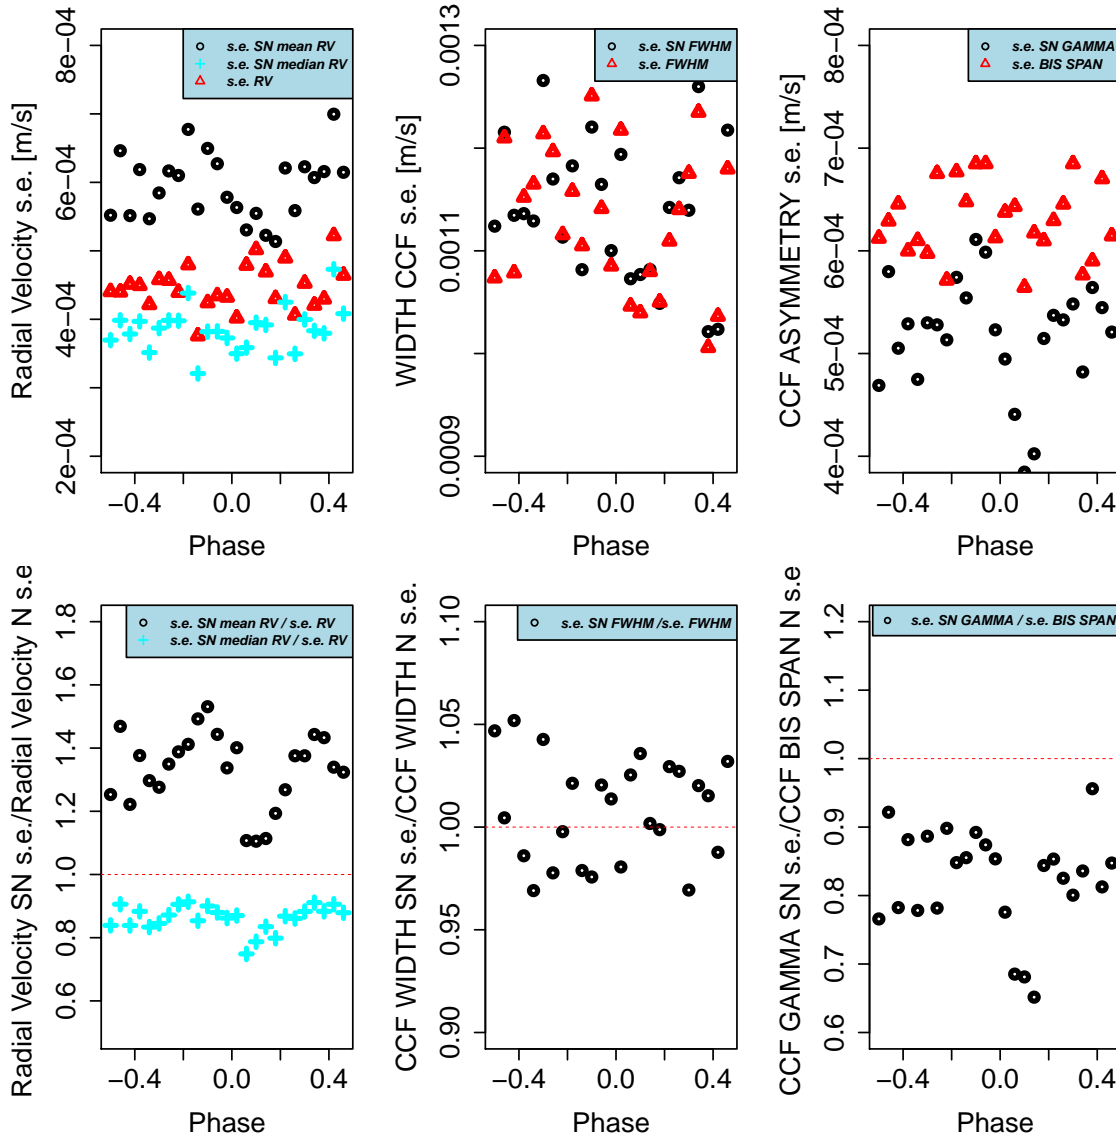 Radial Velocity s.e. [m/s]
2e−04 4e−04 6e−04 8e−04
s.e. SN mean RV
s.e. SN median RV
s.e. RV
−0.4 0.0 0.4
Phase
WIDTH CCF s.e. [m/s]
0.0009 0.0011 0.0013
s.e. SN FWHM
s.e. FWHM
−0.4 0.0 0.4
Phase
CCF ASYMMETRY s.e. [m/s]
4e−04 5e−04 6e−04 7e−04 8e−04
s.e. SN GAMMA
s.e. BIS SPAN
−0.4 0.0 0.4
Phase
Radial Velocity SN s.e./Radial Velocity N s.e
0.6 0.8 1.0 1.2 1.4 1.6 1.8
s.e. SN mean RV / s.e. RV
s.e. SN median RV / s.e. RV
−0.4 0.0 0.4
Phase
CCF WIDTH SN s.e./CCF WIDTH N s.e.
0.90 0.95 1.00 1.05 1.10
s.e. SN FWHM /s.e. FWHM
−0.4 0.0 0.4
Phase
CCF GAMMA SN s.e./CCF BIS SPAN N s.e
0.6 0.7 0.8 0.9 1.0 1.1 1.2
s.e. SN GAMMA / s.e. BIS SPAN
−0.4 0.0 0.4
Phase